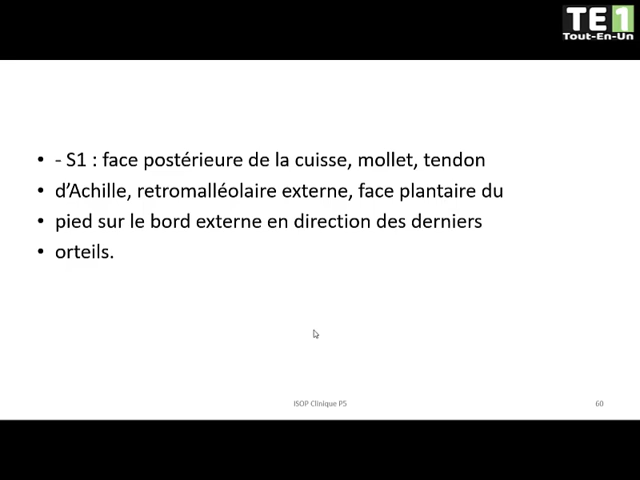 TE1
Tout-En-Un
• - S1 : face postérieure de la cuisse, mollet, tendon
• d’Achille, retromalléolaire externe, face plantaire du
• pied sur le bord externe en direction des derniers
• orteils.
ISOP Clinique P5
60